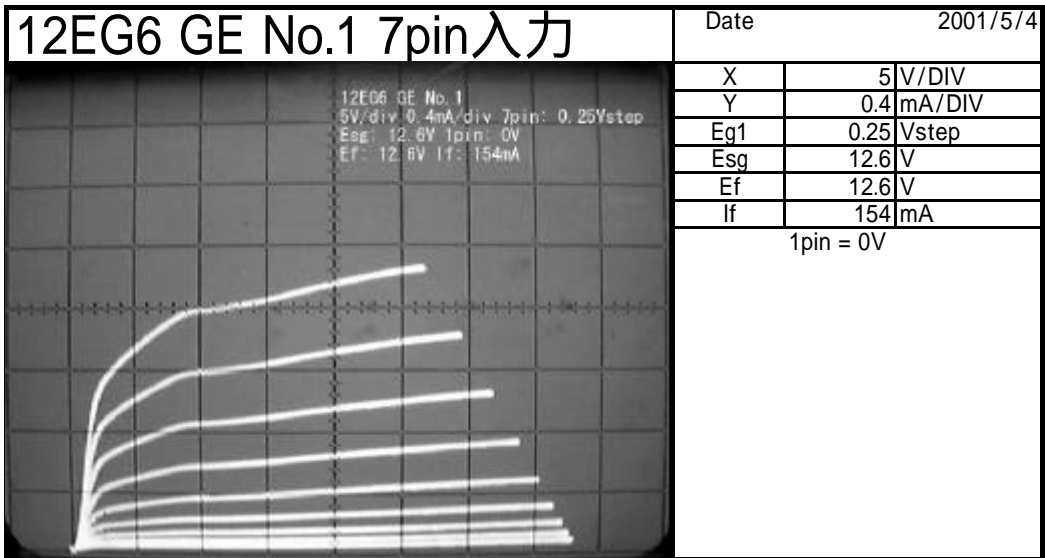 12EG6 GE No.1 7pin入力
12EG6 GE No.1
5V/div 0.4mA/div 7pin: 0.25Vstep
Esg: 12.6V 1pin: 0V
Ef: 12.6V If: 154mA
Date 2001/5/4
X 5 V/DIV
Y 0.4 mA/DIV
Eg1 0.25 Vstep
Esg 12.6 V
Ef 12.6 V
If 154 mA
1pin = 0V